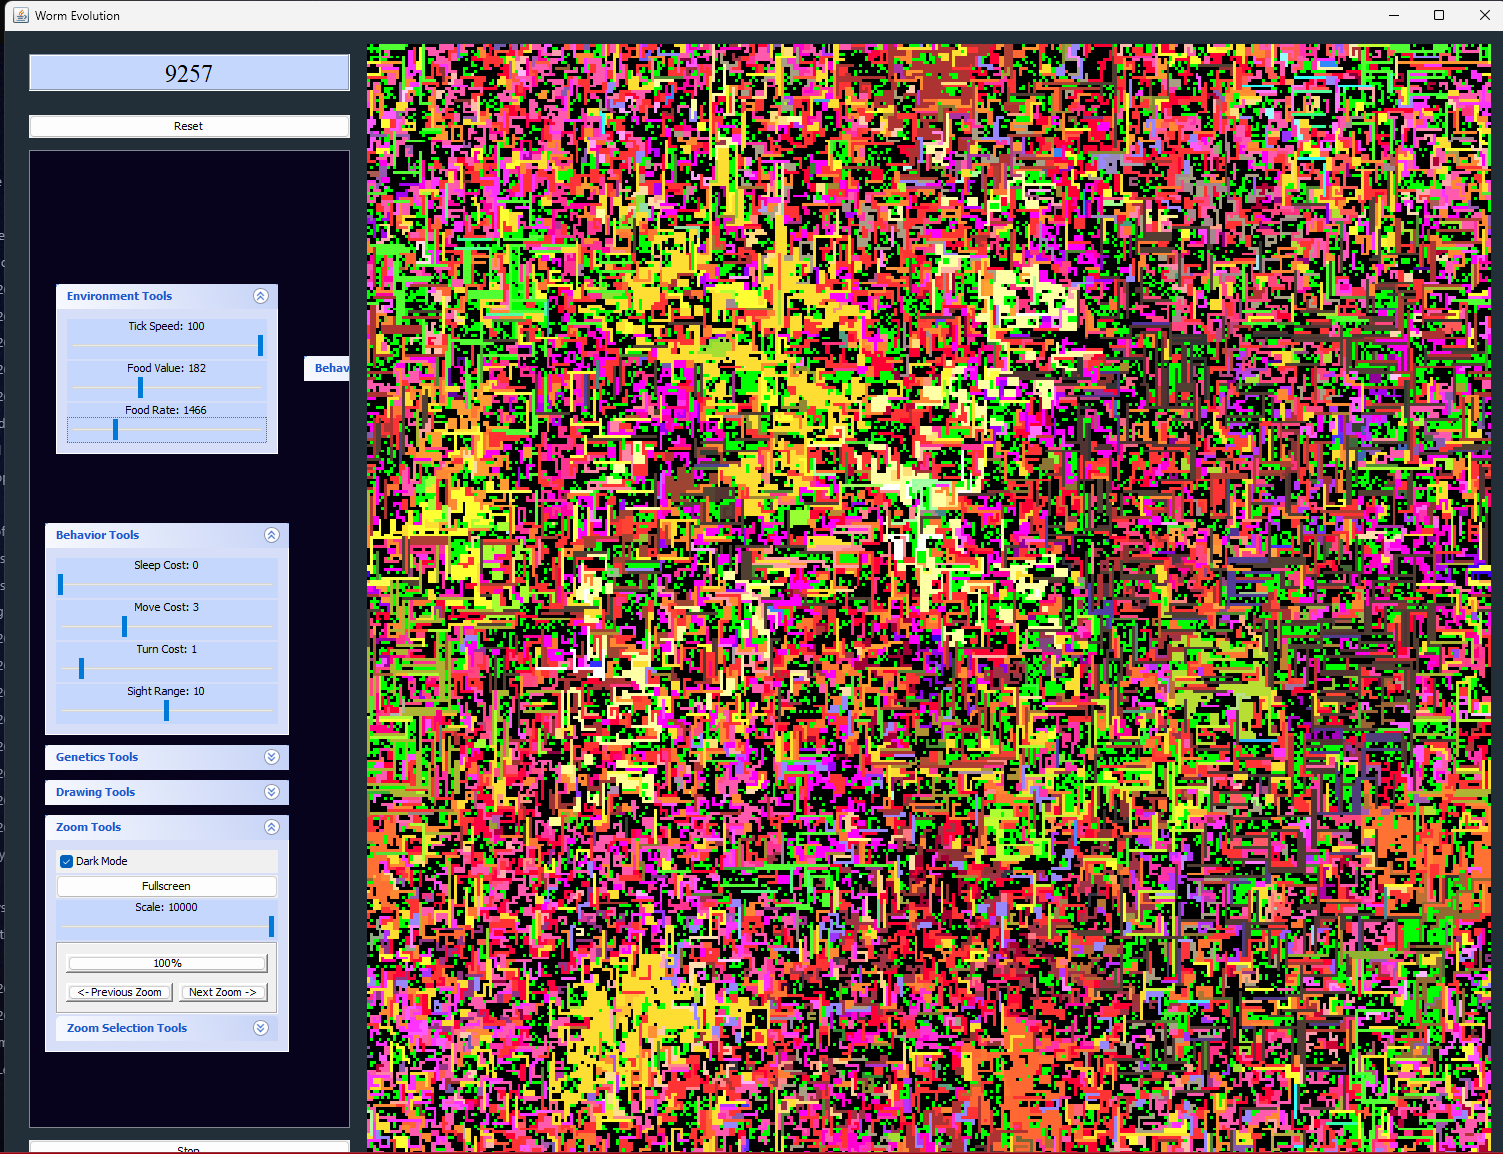 Worm Evolution
9257
Reset
Environment Tools
Tick Speed: 100
Food Value: 182
Behav
Food Rate: 1466
Behavior Tools
Sleep Cost: 0
Move Cost: 3
Turn Cost: 1
Sight Range: 10
Genetics Tools
Drawing Tools
Zoom Tools
Dark Mode
Fullscreen
Scale: 10000
100%
<- Previous Zoom
Next Zoom ->
Zoom Selection Tools
Stop